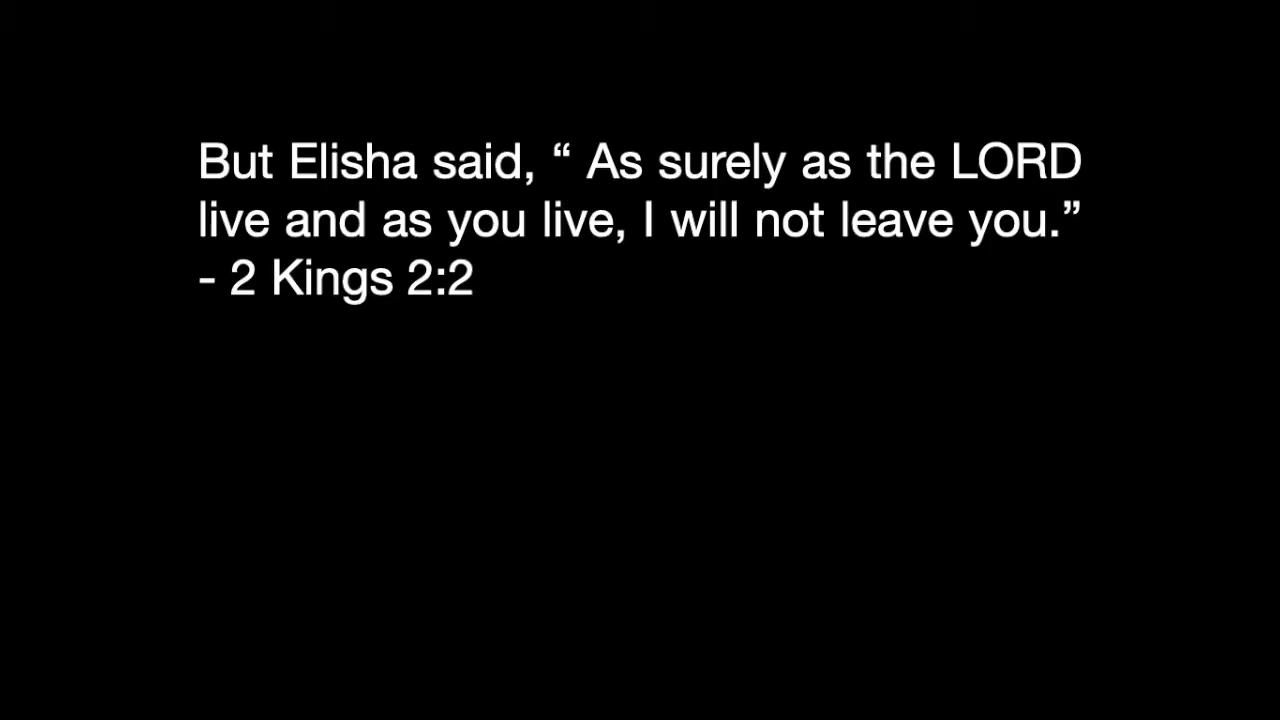 But Elisha said, “ As surely as the LORD
live and as you live, I will not leave you.”
- 2 Kings 2:2